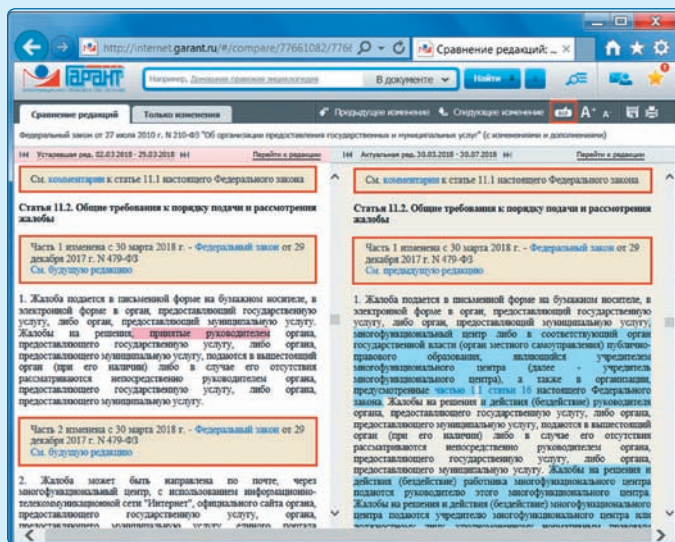 http://internet.garant.ru/#/compare/77661082/7766
Сравнение редакций: ...
ГАРАНТ
Например, Домашняя правовая энциклопедия
В документе
Найти
Сравнение редакций
Только изменения
Предыдущее изменение
Следующее изменение
A+ A-
Федеральный закон от 27 июля 2010 г. N 210-ФЗ "Об организации предоставления государственных и муниципальных услуг" (с изменениями и дополнениями)
Устаревшая ред. 02.03.2018 - 29.03.2018
Перейти к редакции
См. комментарии к статье 11.1 настоящего Федерального закона
Статья 11.2. Общие требования к порядку подачи и рассмотрения
жалобы
Часть 1 изменена с 30 марта 2018 г. - Федеральный закон от 29
декабря 2017 г. N 479-ФЗ
См. будущую редакцию
1. Жалоба подается в письменной форме на бумажном носителе, в
электронной форме в орган, предоставляющий государственную
услугу, либо орган, предоставляющий муниципальную услугу.
Жалобы на решения, принятые руководителем органа,
предоставляющего государственную услугу, либо органа,
предоставляющего муниципальную услугу, подаются в вышестоящий
орган (при его наличии) либо в случае его отсутствия
рассматриваются непосредственно руководителем органа,
предоставляющего государственную услугу, либо органа,
предоставляющего муниципальную услугу.
Часть 2 изменена с 30 марта 2018 г. - Федеральный закон от 29
декабря 2017 г. N 479-ФЗ
См. будущую редакцию
2. Жалоба может быть направлена по почте, через
многофункциональный центр, с использованием информационно-
телекоммуникационной сети "Интернет", официального сайта органа,
предоставляющего государственную услугу, органа,
предоставляющего муниципальную услугу, единого портала
Актуальная ред. 30.03.2018 - 30.07.2018
Перейти к редакции
См. комментарии к статье 11.1 настоящего Федерального закона
Статья 11.2. Общие требования к порядку подачи и рассмотрения
жалобы
Часть 1 изменена с 30 марта 2018 г. - Федеральный закон от 29
декабря 2017 г. N 479-ФЗ
См. предыдущую редакцию
1. Жалоба подается в письменной форме на бумажном носителе, в
электронной форме в орган, предоставляющий государственную
услугу, либо орган, предоставляющий муниципальную услугу,
многофункциональный центр либо в соответствующий орган
государственной власти (орган местного самоуправления) публично-
правового образования, являющийся учредителем
многофункционального центра (далее - учредитель
многофункционального центра), а также в организации,
предусмотренные частью 1.1 статьи 16 настоящего Федерального
закона. Жалобы на решения и действия (бездействие) руководителя
органа, предоставляющего государственную услугу, либо органа,
предоставляющего муниципальную услугу, подаются в вышестоящий
орган (при его наличии) либо в случае его отсутствия
рассматриваются непосредственно руководителем органа,
предоставляющего государственную услугу, либо органа,
предоставляющего муниципальную услугу. Жалобы на решения и
действия (бездействие) работника многофункционального центра
подаются руководителю этого многофункционального центра.
Жалобы на решения и действия (бездействие) многофункционального
центра подаются учредителю многофункционального центра или